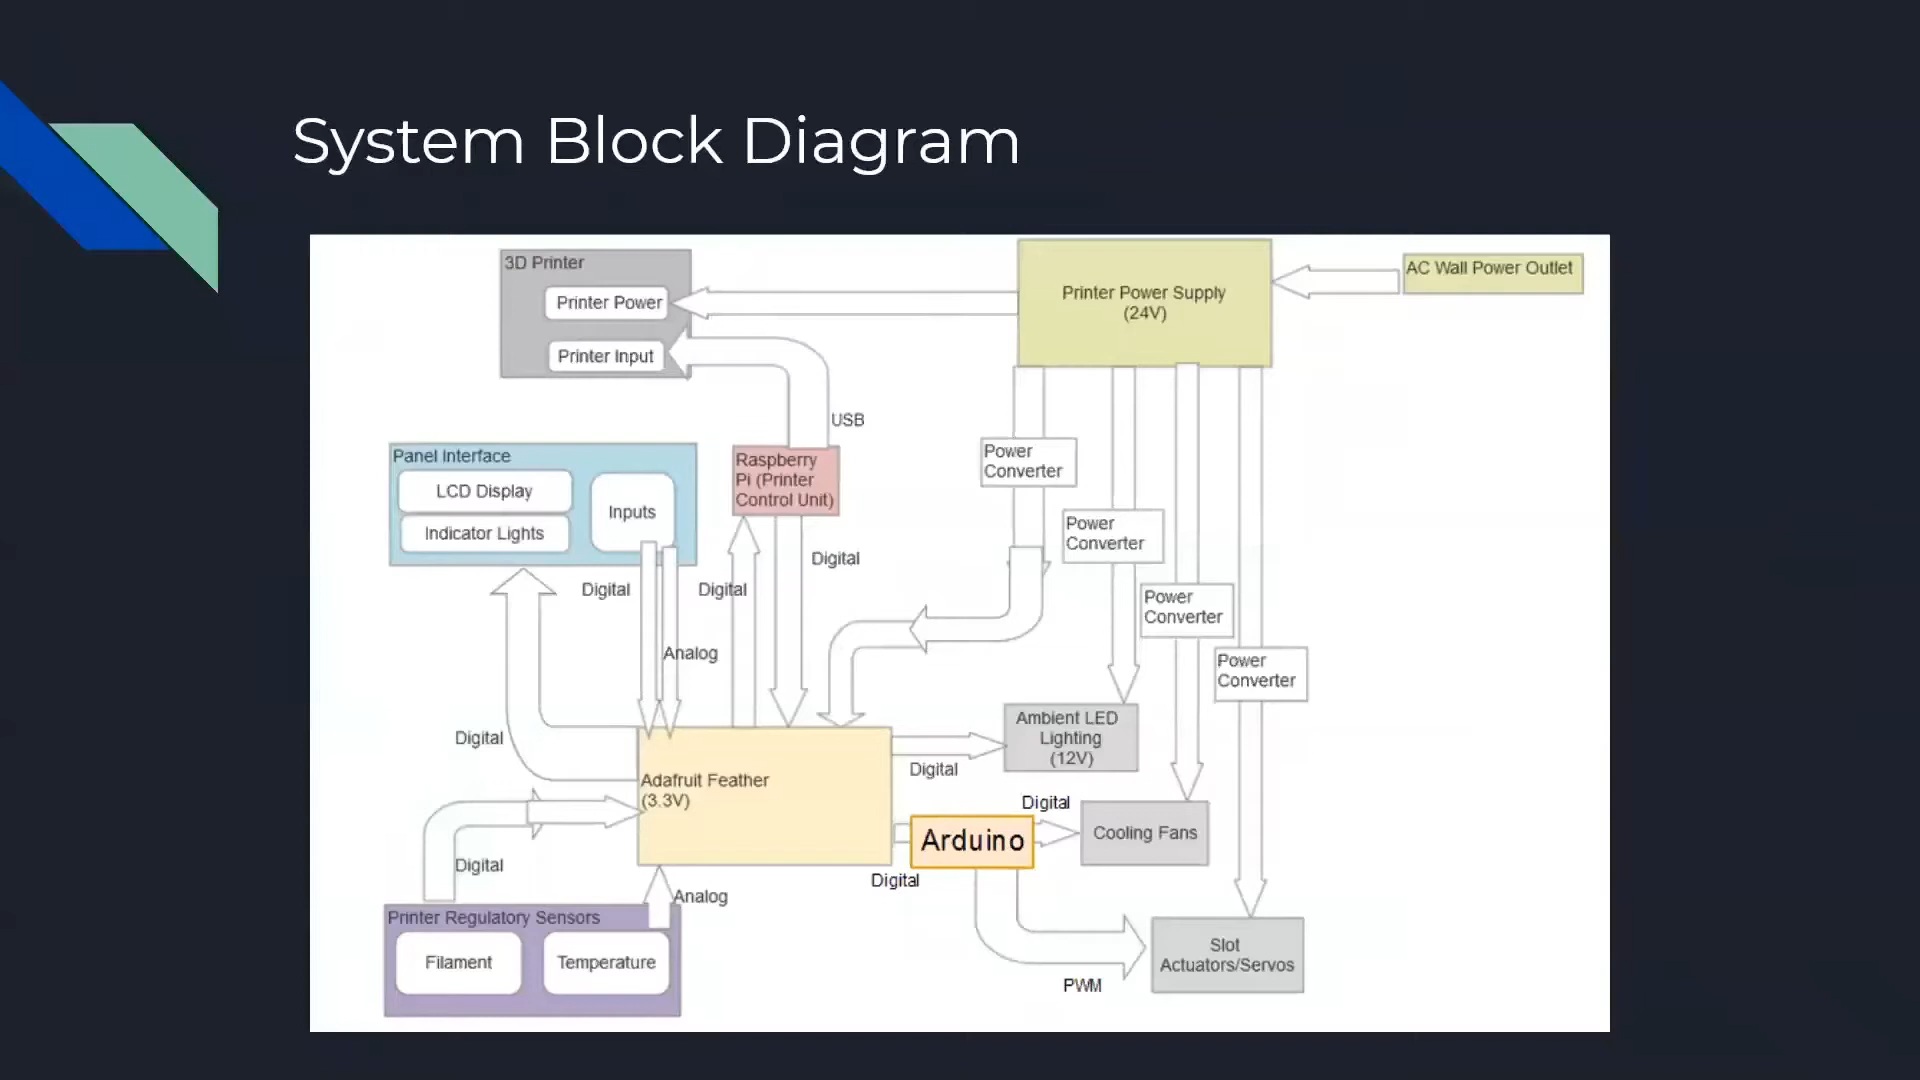 System Block Diagram
3D Printer
Printer Power
Printer Input
Printer Power Supply
(24V)
AC Wall Power Outlet
USB
Panel Interface
LCD Display
Indicator Lights
Inputs
Raspberry
Pi (Printer
Control Unit)
Power
Converter
Power
Converter
Power
Converter
Power
Converter
Digital
Digital
Digital
Analog
Digital
Adafruit Feather
(3.3V)
Digital
Ambient LED
Lighting
(12V)
Digital
Arduino
Digital
Cooling Fans
Digital
Analog
Printer Regulatory Sensors
Filament
Temperature
PWM
Slot
Actuators/Servos